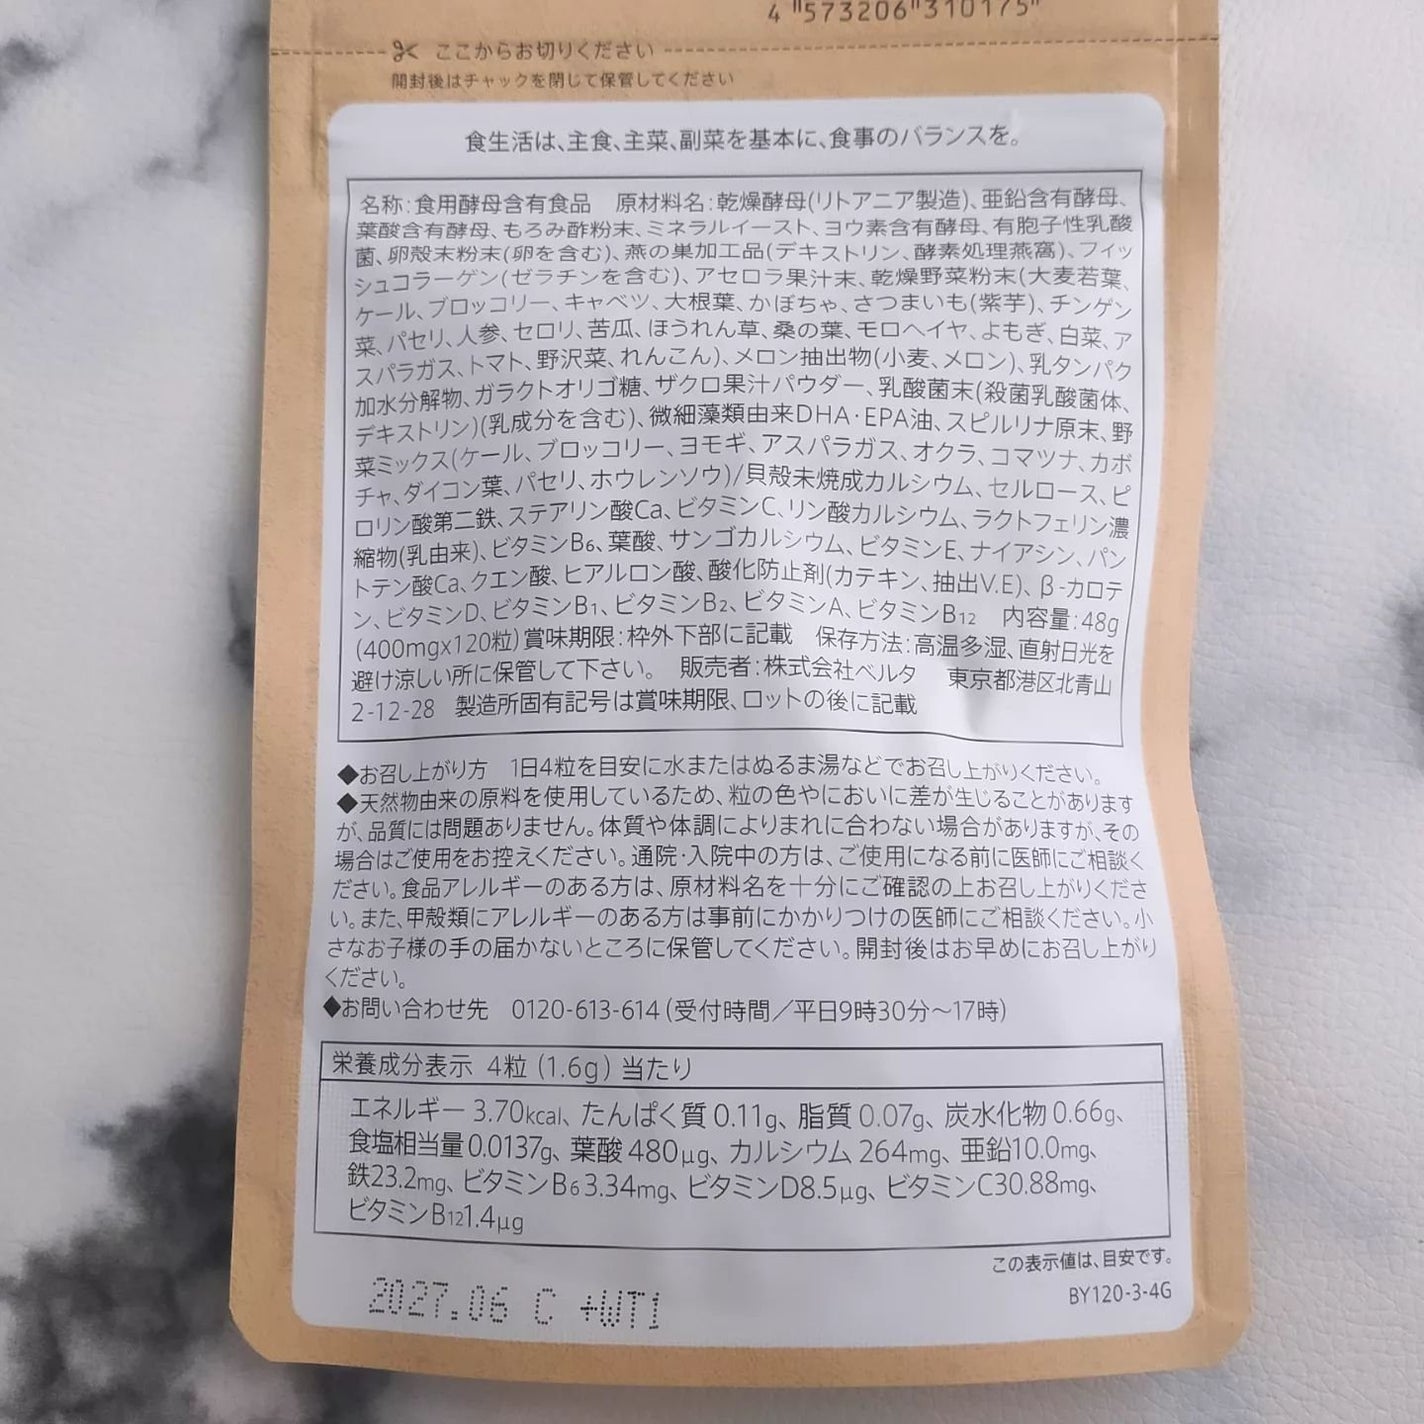 4 "573206"310175"
ここからお切りください
開封後はチャックを閉じて保管してください
食生活は、主食、主菜、副菜を基本に、食事のバランスを。
名称：食用酵母含有食品　原材料名：乾燥酵母(リトアニア製造)、亜鉛含有酵母、
葉酸含有酵母、もろみ酢粉末、ミネラルイースト、ヨウ素含有酵母、有胞子性乳酸
菌、卵殻末粉末(卵を含む)、燕の巣加工品(デキストリン、酵素処理燕窩)、フィッ
シュコラーゲン(ゼラチンを含む)、アセロラ果汁末、乾燥野菜粉末(大麦若葉、
ケール、ブロッコリー、キャベツ、大根葉、かぼちゃ、さつまいも(紫芋)、チンゲン
菜、パセリ、人参、セロリ、苦瓜、ほうれん草、桑の葉、モロヘイヤ、よもぎ、白菜、ア
スパラガス、トマト、野沢菜、れんこん)、メロン抽出物(小麦、メロン)、乳タンパク
加水分解物、ガラクトオリゴ糖、ザクロ果汁パウダー、乳酸菌末(殺菌乳酸菌体、
デキストリン)(乳成分を含む)、微細藻類由来DHA・EPA油、スピルリナ原末、野
菜ミックス(ケール、ブロッコリー、ヨモギ、アスパラガス、オクラ、コマツナ、カボ
チャ、ダイコン葉、パセリ、ホウレンソウ)/貝殻未焼成カルシウム、セルロース、ピ
ロリン酸第二鉄、ステアリン酸Ca、ビタミンC、リン酸カルシウム、ラクトフェリン濃
縮物(乳由来)、ビタミンB6、葉酸、サンゴカルシウム、ビタミンE、ナイアシン、パン
トテン酸Ca、クエン酸、ヒアルロン酸、酸化防止剤(カテキン、抽出V.E)、β-カロテ
ン、ビタミンD、ビタミンB1、ビタミンB2、ビタミンA、ビタミンB12　内容量：48g
(400mgx120粒)賞味期限：枠外下部に記載　保存方法：高温多湿、直射日光を
避け涼しい所に保管して下さい。　販売者：株式会社ベルタ　東京都港区北青山
2-12-28　製造所固有記号は賞味期限、ロットの後に記載
◆お召し上がり方　1日4粒を目安に水またはぬるま湯などでお召し上がりください。
◆天然物由来の原料を使用しているため、粒の色やにおいに差が生じることがあります
が、品質には問題ありません。体質や体調によりまれに合わない場合がありますが、その
場合はご使用をお控えください。通院・入院中の方は、ご使用になる前に医師にご相談く
ださい。食品アレルギーのある方は、原材料名を十分にご確認の上お召し上がりくださ
い。また、甲殻類にアレルギーのある方は事前にかかりつけの医師にご相談ください。小
さなお子様の手の届かないところに保管してください。開封後はお早めにお召し上がり
ください。
◆お問い合わせ先　0120-613-614(受付時間／平日9時30分〜17時)
栄養成分表示 4粒 (1.6g) 当たり
エネルギー 3.70kcal、たんぱく質 0.11g、脂質 0.07g、炭水化物 0.66g、
食塩相当量 0.0137g、葉酸 480μg、カルシウム 264mg、亜鉛10.0mg、
鉄23.2mg、ビタミンB6 3.34mg、ビタミンD8.5μg、ビタミンC30.88mg、
ビタミンB12 1.4μg
この表示値は、目安です。
BY120-3-4G
2027.06 C +WT1